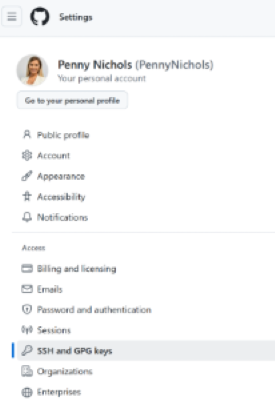 Settings
Penny Nichols (PennyNichols)
Your personal account
Go to your personal profile
Public profile
Account
Appearance
Accessibility
Notifications
Access
Billing and licensing
Emails
Password and authentication
Sessions
SSH and GPG keys
Organizations
Enterprises